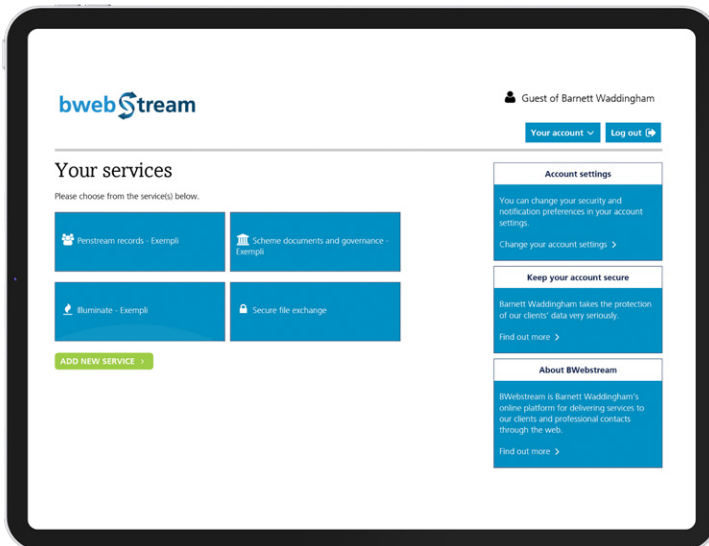 bwebStream
Guest of Barnett Waddingham
Your account
Log out
Your services
Please choose from the service(s) below.
Penstream records - Exempli
Scheme documents and governance -
Exempli
Illuminate - Exempli
Secure file exchange
ADD NEW SERVICE
Account settings
You can change your security and
notification preferences in your account
settings.
Change your account settings
Keep your account secure
Barnett Waddingham takes the protection
of our clients' data very seriously.
Find out more
About BWebstream
BWebstream is Barnett Waddingham's
online platform for delivering services to
our clients and professional contacts
through the web.
Find out more